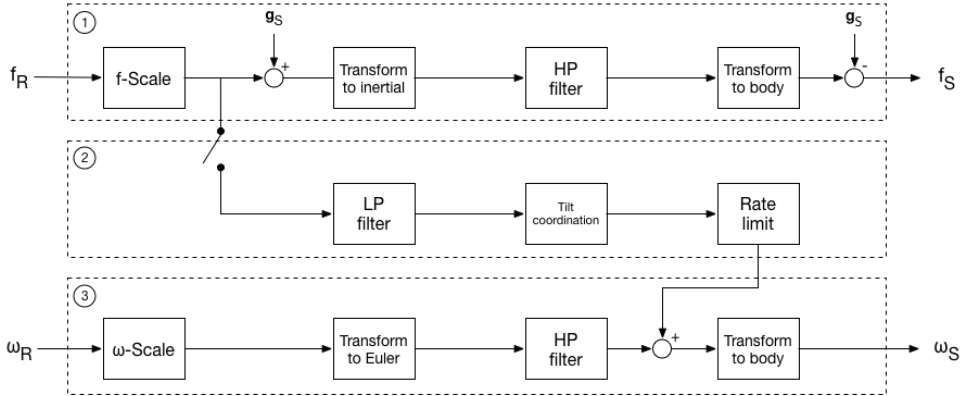 1
g_S
g_S
f_R
f-Scale
+
Transform
to inertial
HP
filter
Transform
to body
-
f_S
2
LP
filter
Tilt
coordination
Rate
limit
3
ω_R
ω-Scale
Transform
to Euler
HP
filter
+
Transform
to body
ω_S